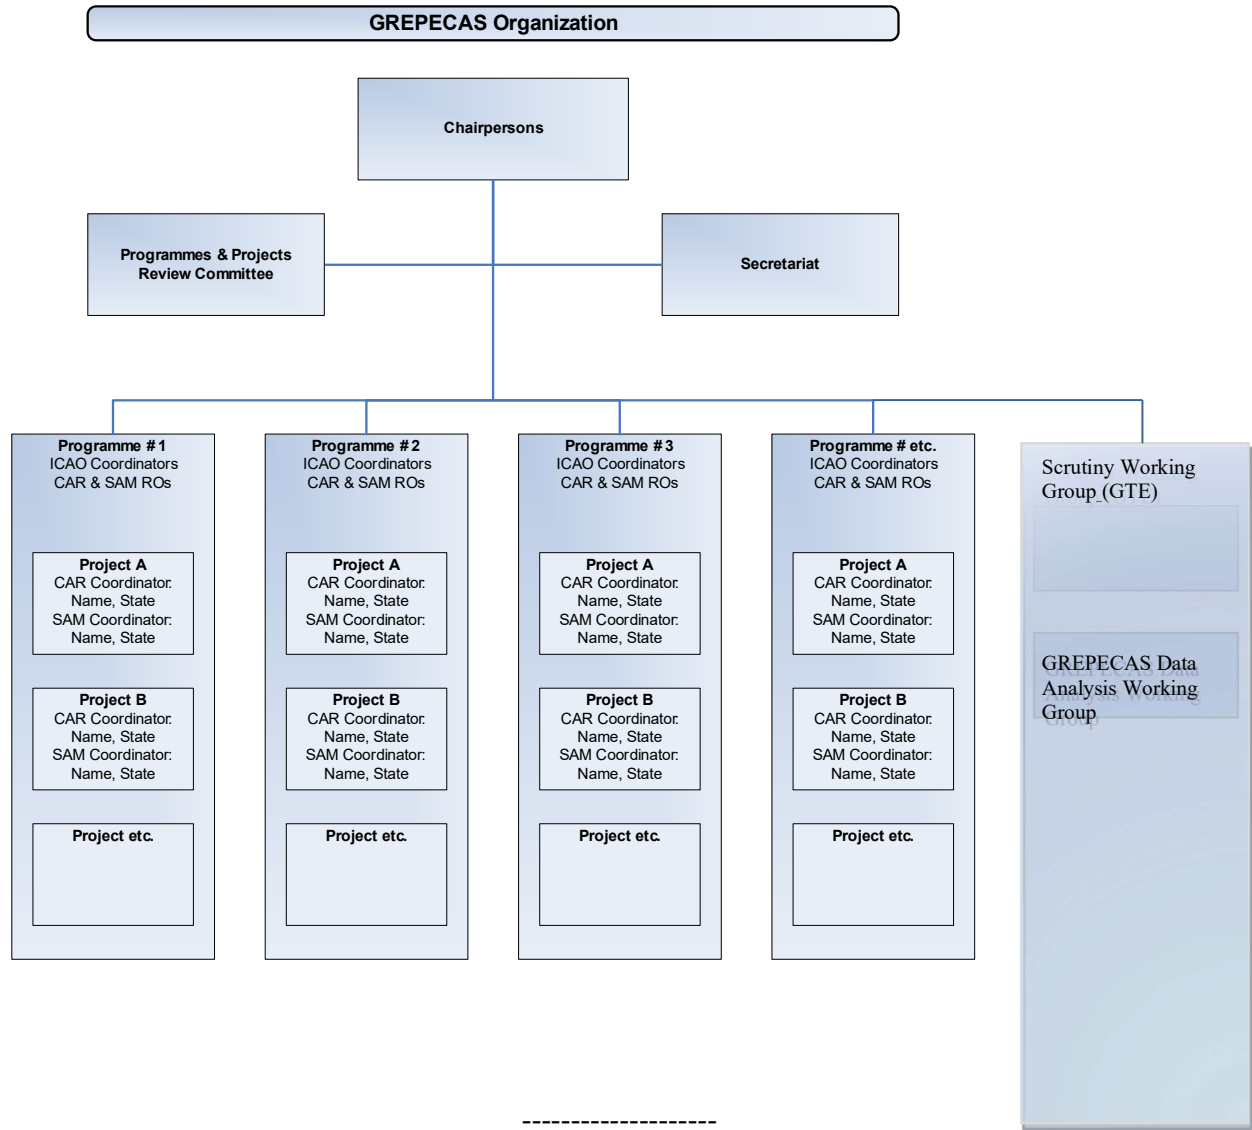 GREPECAS Organization
Chairpersons
Programmes & Projects
Review Committee
Secretariat
Programme # 1
ICAO Coordinators
CAR & SAM ROs
Project A
CAR Coordinator:
Name, State
SAM Coordinator:
Name, State
Project B
CAR Coordinator:
Name, State
SAM Coordinator:
Name, State
Project etc.
Programme # 2
ICAO Coordinators
CAR & SAM ROs
Project A
CAR Coordinator:
Name, State
SAM Coordinator:
Name, State
Project B
CAR Coordinator:
Name, State
SAM Coordinator:
Name, State
Project etc.
Programme # 3
ICAO Coordinators
CAR & SAM ROs
Project A
CAR Coordinator:
Name, State
SAM Coordinator:
Name, State
Project B
CAR Coordinator:
Name, State
SAM Coordinator:
Name, State
Project etc.
Programme # etc.
ICAO Coordinators
CAR & SAM ROs
Project A
CAR Coordinator:
Name, State
SAM Coordinator:
Name, State
Project B
CAR Coordinator:
Name, State
SAM Coordinator:
Name, State
Project etc.
Scrutiny Working
Group (GTE)
GREPECAS Data
Analysis Working
Group